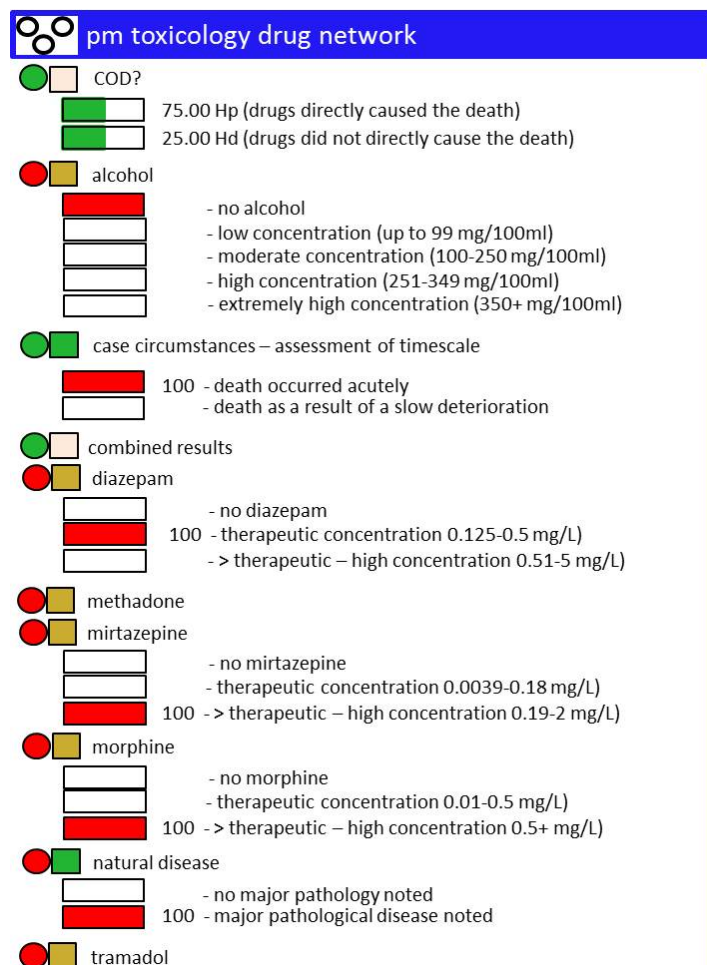 pm toxicology drug network
COD?
75.00 Hp (drugs directly caused the death)
25.00 Hd (drugs did not directly cause the death)
alcohol
- no alcohol
- low concentration (up to 99 mg/100ml)
- moderate concentration (100-250 mg/100ml)
- high concentration (251-349 mg/100ml)
- extremely high concentration (350+ mg/100ml)
case circumstances – assessment of timescale
100 - death occurred acutely
- death as a result of a slow deterioration
combined results
diazepam
- no diazepam
100 - therapeutic concentration 0.125-0.5 mg/L)
- > therapeutic – high concentration 0.51-5 mg/L)
methadone
mirtazepine
- no mirtazepine
- therapeutic concentration 0.0039-0.18 mg/L)
100 - > therapeutic – high concentration 0.19-2 mg/L)
morphine
- no morphine
- therapeutic concentration 0.01-0.5 mg/L)
100 - > therapeutic – high concentration 0.5+ mg/L)
natural disease
- no major pathology noted
100 - major pathological disease noted
tramadol